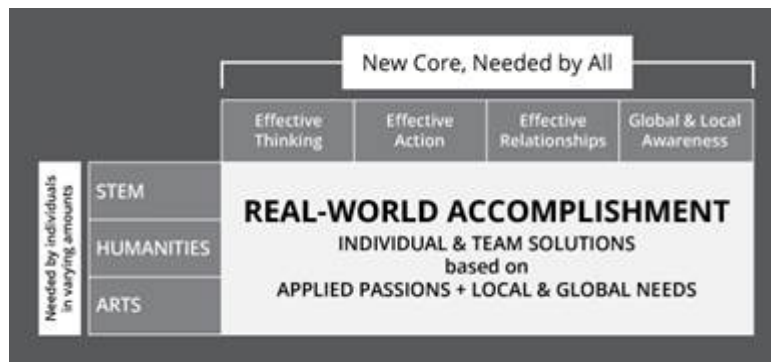 New Core, Needed by All
Effective
Thinking
Effective
Action
Effective
Relationships
Global & Local
Awareness
Needed by individuals
in varying amounts
STEM
HUMANITIES
ARTS
REAL-WORLD ACCOMPLISHMENT
INDIVIDUAL & TEAM SOLUTIONS
based on
APPLIED PASSIONS + LOCAL & GLOBAL NEEDS